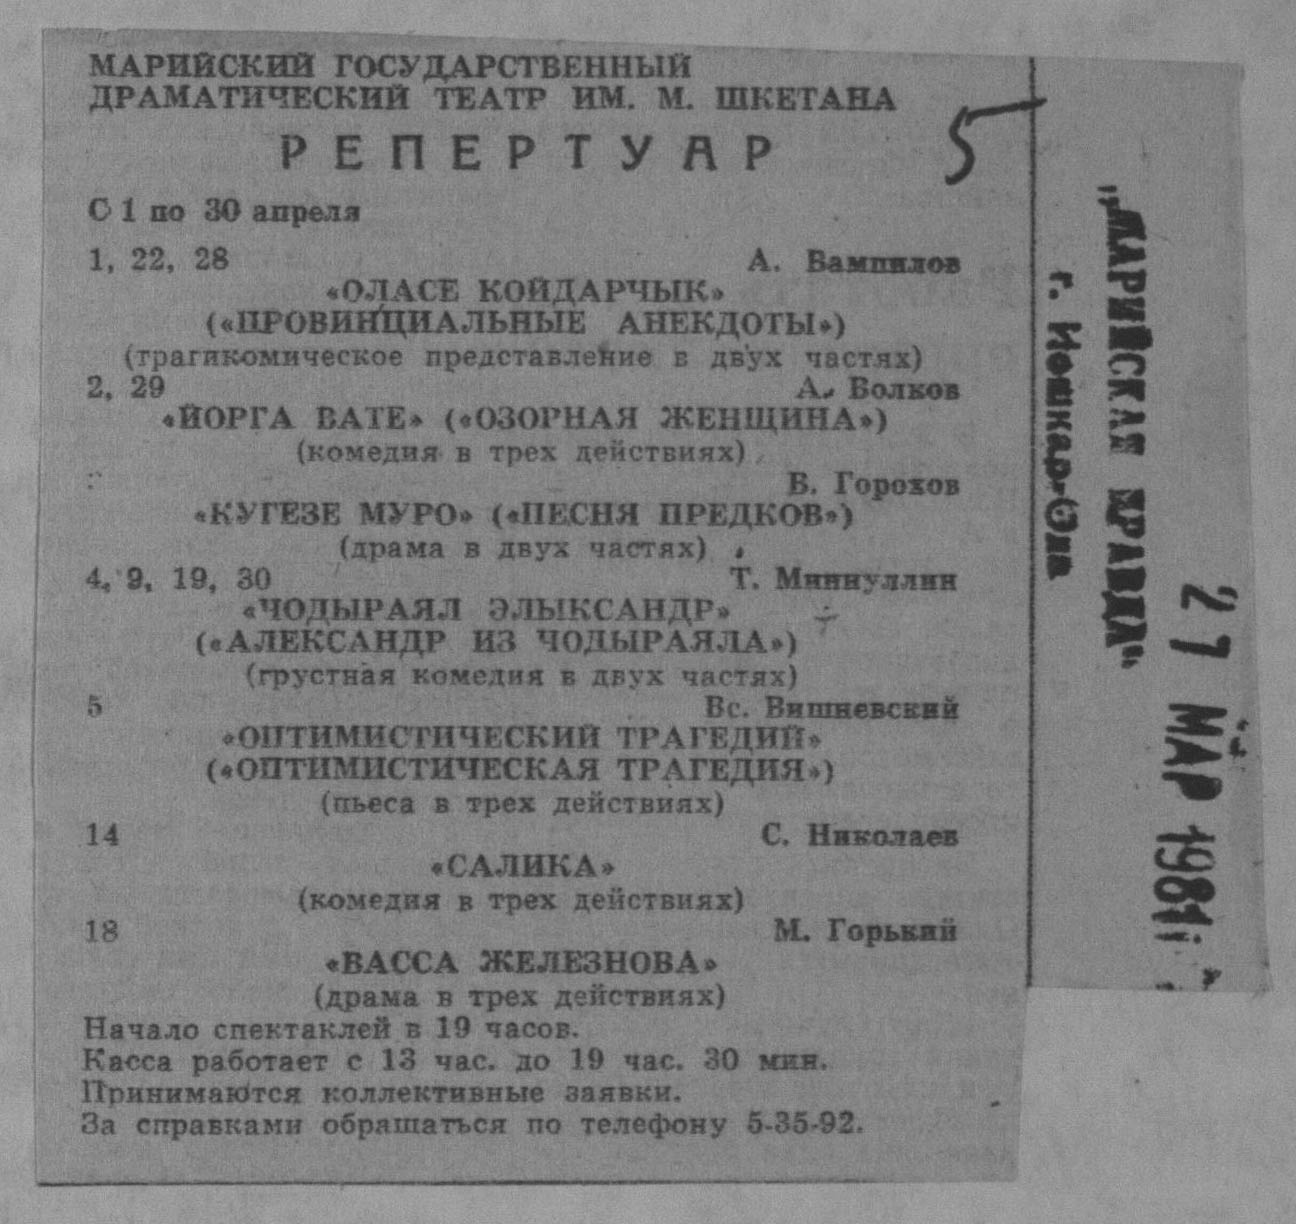 МАРИЙСКИЙ ГОСУДАРСТВЕННЫЙ
ДРАМАТИЧЕСКИЙ ТЕАТР ИМ. М. ШКЕТАНА
РЕПЕРТУАР
С 1 по 30 апреля
1, 22, 28 А. Вампилов
«ОЛАСЕ КОЙДАРЧЫК»
(«ПРОВИНЦИАЛЬНЫЕ АНЕКДОТЫ»)
(трагикомическое представление в двух частях)
2, 29 А. Волков
«ЙОРГА ВАТЕ» («ОЗОРНАЯ ЖЕНЩИНА»)
(комедия в трех действиях)
В. Горохов
«КУГЕЗЕ МУРО» («ПЕСНЯ ПРЕДКОВ»)
(драма в двух частях)
4, 9, 19, 30 Т. Миннуллин
«ЧОДЫРАЯЛ ЭЛЫКСАНДР»
(«АЛЕКСАНДР ИЗ ЧОДЫРАЯЛА»)
(грустная комедия в двух частях)
5 Вс. Вишневский
«ОПТИМИСТИЧЕСКИЙ ТРАГЕДИЙ»
(«ОПТИМИСТИЧЕСКАЯ ТРАГЕДИЯ»)
(пьеса в трех действиях)
14 С. Николаев
«САЛИКА»
(комедия в трех действиях)
18 М. Горький
«ВАССА ЖЕЛЕЗНОВА»
(драма в трех действиях)
Начало спектаклей в 19 часов.
Касса работает с 13 час. до 19 час. 30 мин.
Принимаются коллективные заявки.
За справками обращаться по телефону 5-35-92.
5
„МАРИЙСКАЯ ПРАВДА“
г. Йошкар-Ола
27 МАР 1981